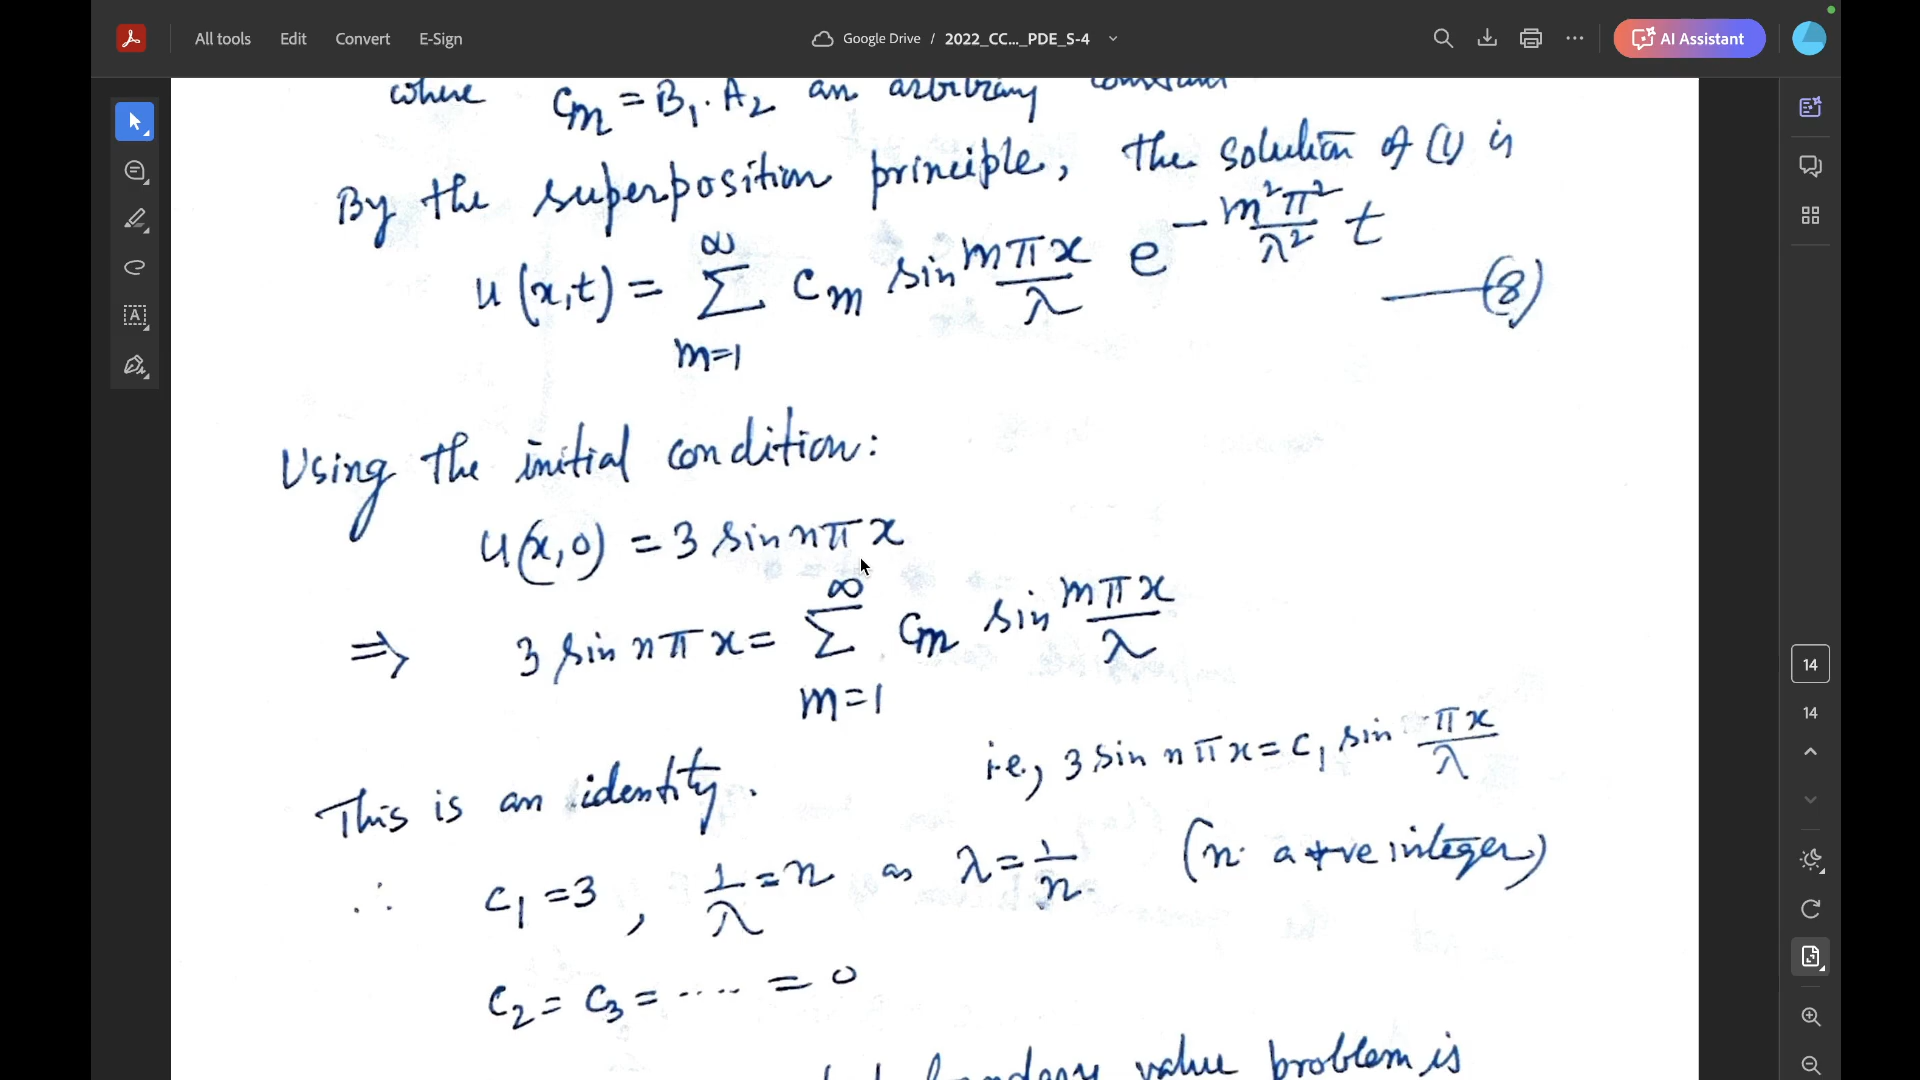 All tools Edit Convert E-Sign Google Drive / 2022_CC..._PDE_S-4 AI Assistant
where Cm = B₁. A₂ an arbitrary constant
By the superposition principle, the solution of (1) is
u(x,t) = ∑_{m=1}^{∞} Cm sin mπx/λ e^{-m²π²/λ² t} —(8)
Using the initial condition:
u(x,0) = 3 sin nπx
⇒ 3 sin nπx = ∑_{m=1}^{∞} Cm sin mπx/λ
This is an identity. i.e., 3 sin nπx = C₁ sin πx/λ
∴ C₁ = 3, 1/λ = n as λ = 1/n (n a +ve integer)
C₂ = C₃ = ..... = 0
boundary value problem is
14
14